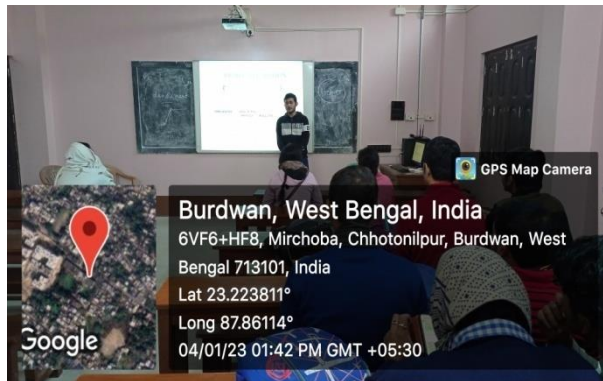 GPS Map Camera
Burdwan, West Bengal, India
6VF6+HF8, Mirchoba, Chhotonilpur, Burdwan, West
Bengal 713101, India
Lat 23.223811°
Long 87.86114°
04/01/23 01:42 PM GMT +05:30
Google